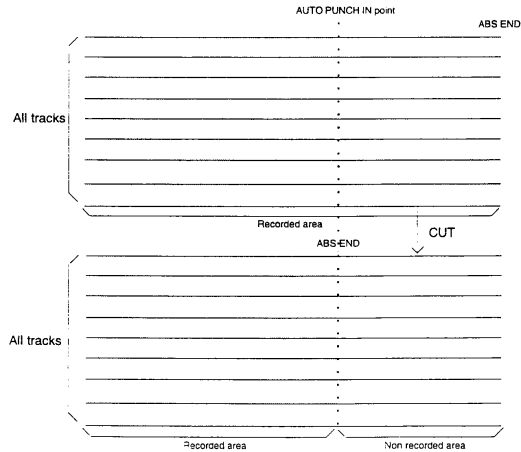 AUTO PUNCH IN point
ABS END
All tracks
Recorded area
CUT
ABS END
All tracks
Recorded area
Non recorded area